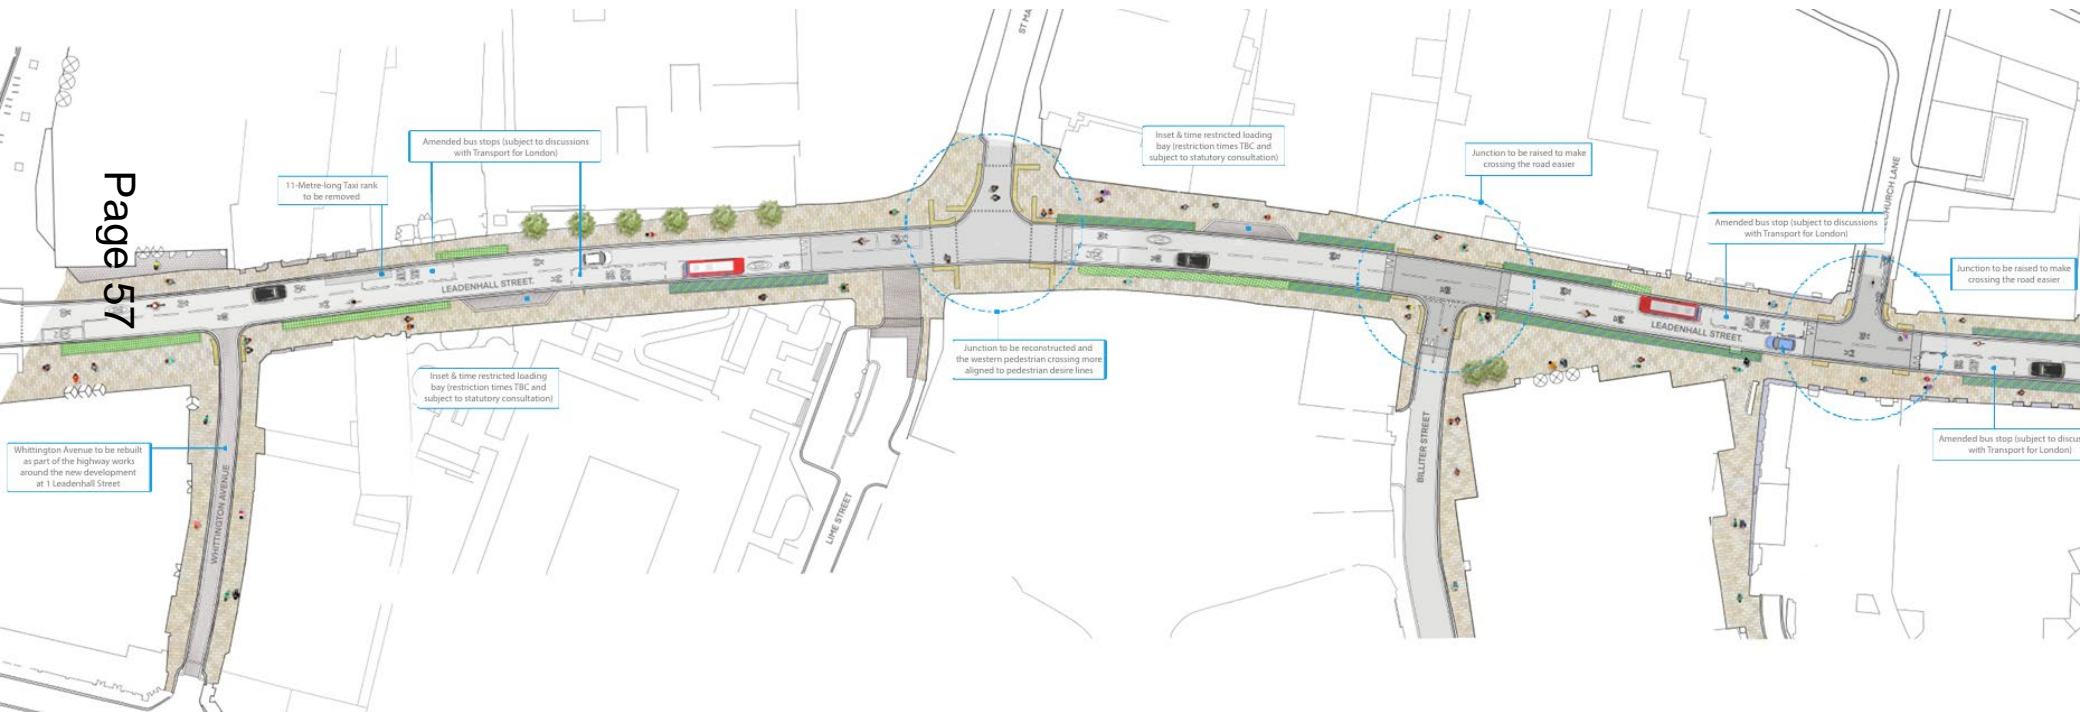 Page 57
ST MA
Amended bus stops (subject to discussions
with Transport for London)
11-Metre-long Taxi rank
to be removed
Inset & time restricted loading
bay (restriction times TBC and
subject to statutory consultation)
Junction to be raised to make
crossing the road easier
Amended bus stop (subject to discussions
with Transport for London)
CHURCH LANE
Junction to be raised to make
crossing the road easier
LEADENHALL STREET.
LEADENHALL STREET.
Junction to be reconstructed and
the western pedestrian crossing more
aligned to pedestrian desire lines
Inset & time restricted loading
bay (restriction times TBC and
subject to statutory consultation)
Whittington Avenue to be rebuilt
as part of the highway works
around the new development
at 1 Leadenhall Street
WHITTINGTON AVENUE
LIME STREET
BILLITER STREET
Amended bus stop (subject to discus
with Transport for London)